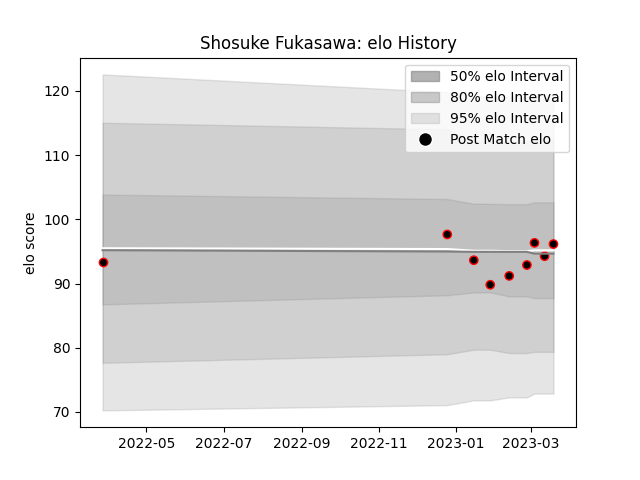 Shosuke Fukasawa: elo History
50% elo Interval
80% elo Interval
95% elo Interval
Post Match elo
elo score
120
110
100
90
80
70
2022-05
2022-07
2022-09
2022-11
2023-01
2023-03